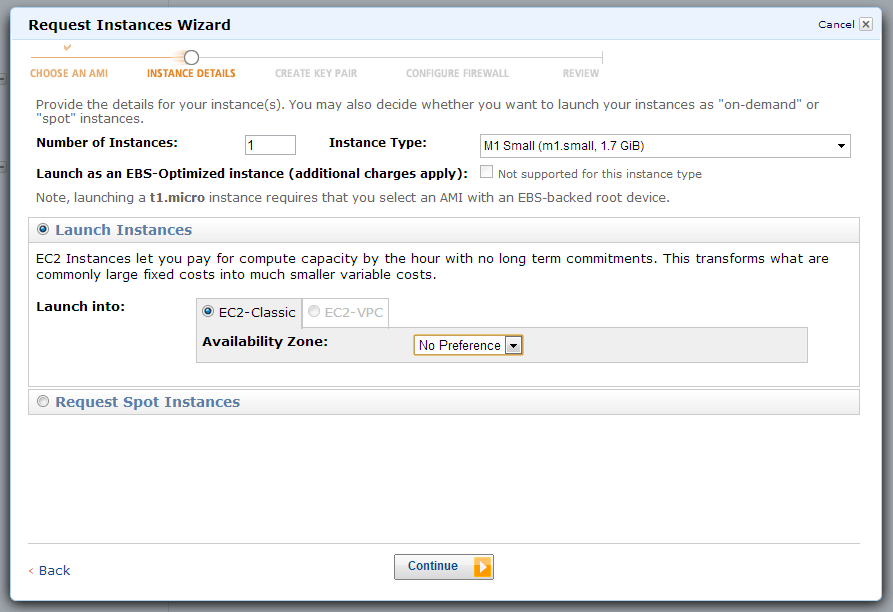 Request Instances Wizard
Cancel
CHOOSE AN AMI INSTANCE DETAILS CREATE KEY PAIR CONFIGURE FIREWALL REVIEW
Provide the details for your instance(s). You may also decide whether you want to launch your instances as "on-demand" or
"spot" instances.
Number of Instances: 1 Instance Type: M1 Small (m1.small, 1.7 GiB)
Launch as an EBS-Optimized instance (additional charges apply): Not supported for this instance type
Note, launching a t1.micro instance requires that you select an AMI with an EBS-backed root device.
Launch Instances
EC2 Instances let you pay for compute capacity by the hour with no long term commitments. This transforms what are
commonly large fixed costs into much smaller variable costs.
Launch into: EC2-Classic EC2-VPC
Availability Zone: No Preference
Request Spot Instances
< Back Continue